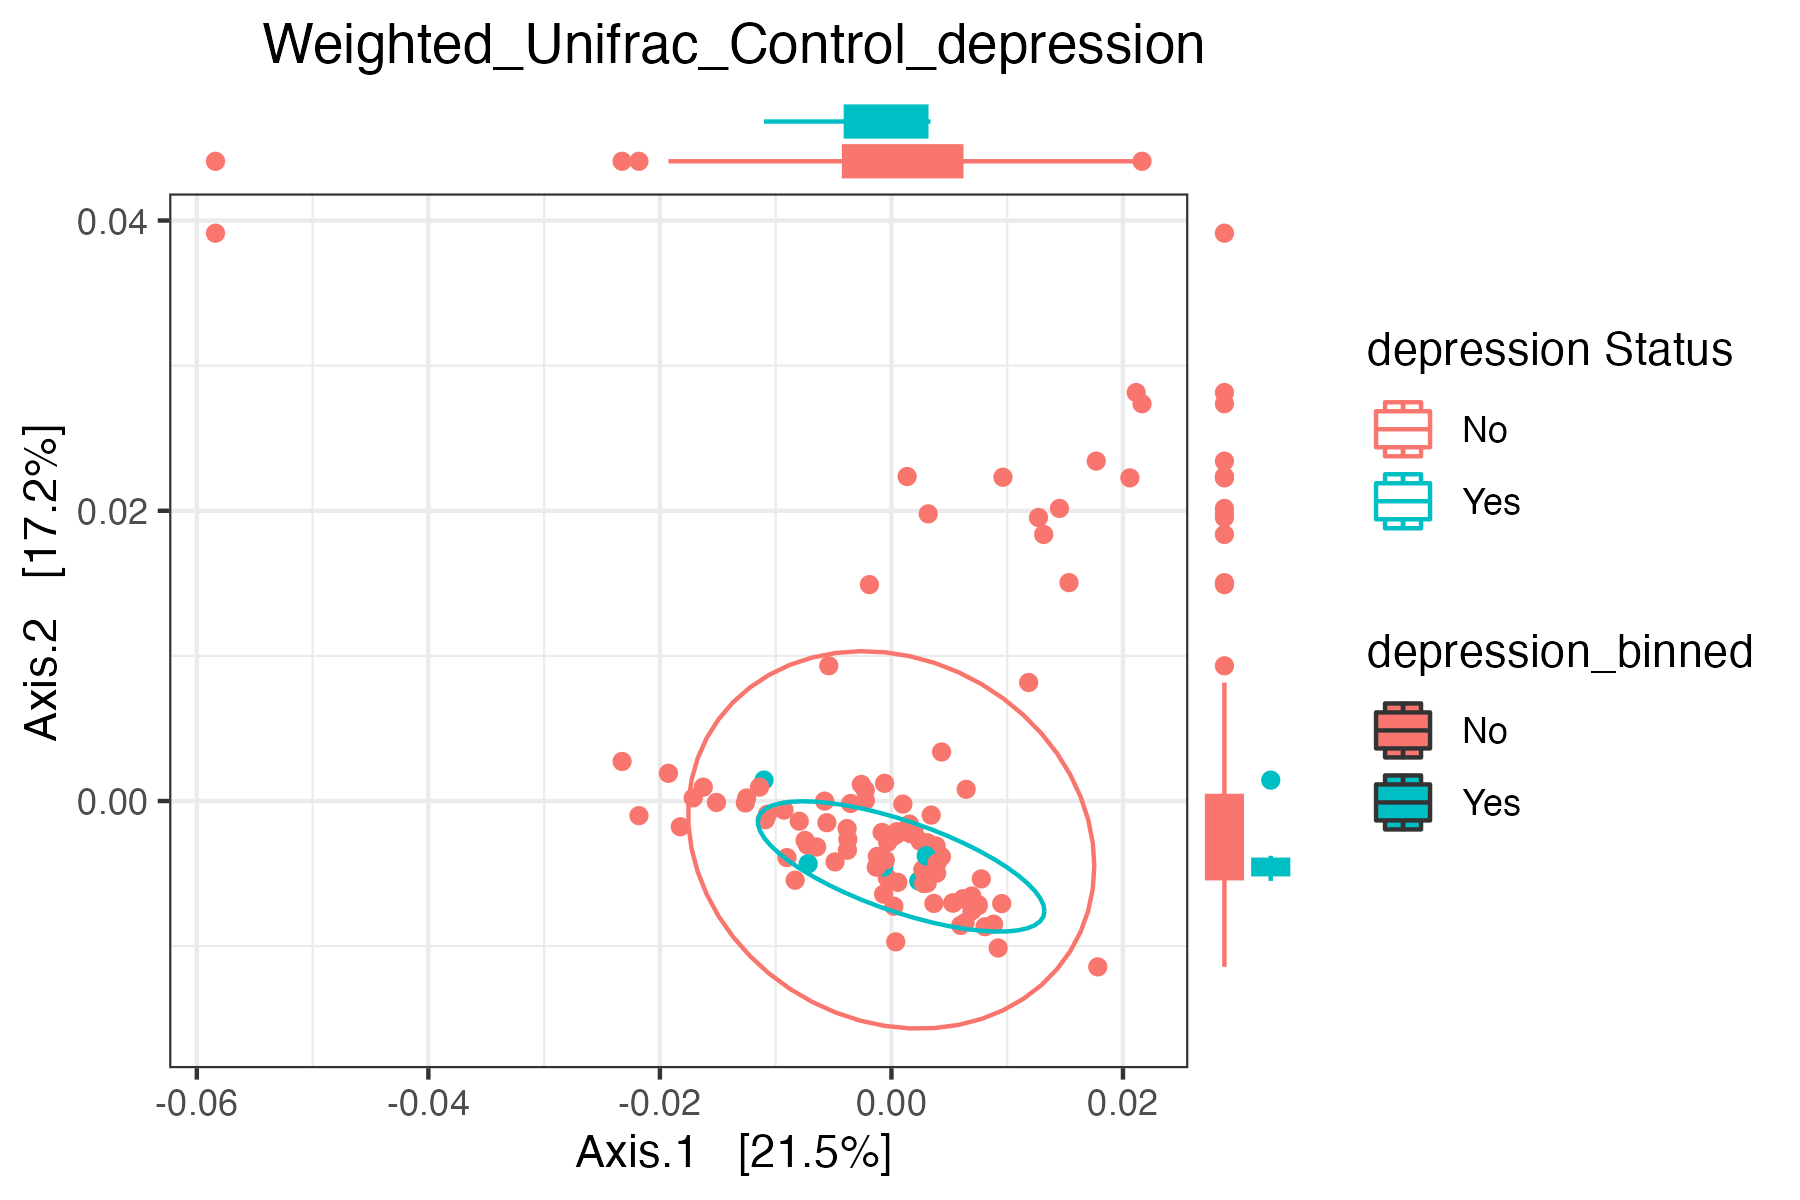 Weighted_Unifrac_Control_depression
0.04
0.02
0.00
Axis.2 [17.2%]
-0.06
-0.04
-0.02
0.00
0.02
Axis.1 [21.5%]
depression Status
No
Yes
depression_binned
No
Yes